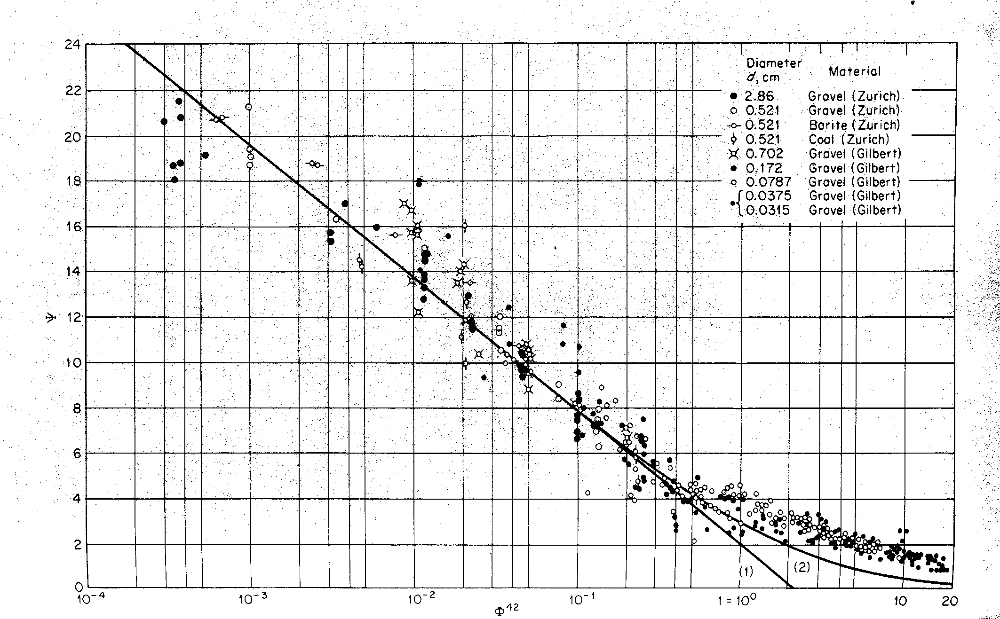 Diameter
d, cm Material
2.86 Gravel (Zurich)
0.521 Gravel (Zurich)
0.521 Barite (Zurich)
0.521 Coal (Zurich)
0.702 Gravel (Gilbert)
0.172 Gravel (Gilbert)
0.0787 Gravel (Gilbert)
0.0375 Gravel (Gilbert)
0.0315 Gravel (Gilbert)
24
22
20
18
16
14
Ψ 12
10
8
6
4
2
0
(1) (2)
10⁻⁴ 10⁻³ 10⁻² 10⁻¹ 1 = 10⁰ 10 20
Φ⁴²